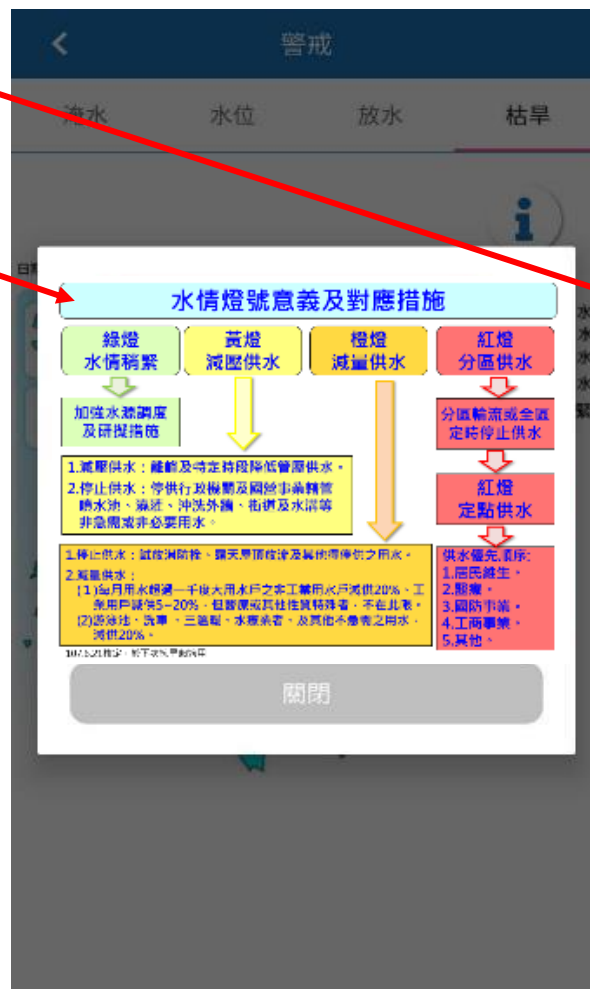 警戒
淹水
水位
放水
枯旱
水情燈號意義及對應措施
綠燈
水情稍緊
黃燈
減壓供水
橙燈
減量供水
紅燈
分區供水
加強水源調度
及研擬措施
分區輪流或全區
定時停止供水
1.減壓供水：離峰及特定時段降低管壓供水。
2.停止供水：停供行政機關及國營事業轄管
噴水池、澆灌、沖洗外牆、街道及水溝等
非急需或非必要用水。
紅燈
定點供水
1.停止供水：試放消防栓、露天屋頂放流及其他得停供之用水。
2.減量供水：
(1)每月用水超過一千度大用水戶之非工業用水戶減供20%、工
業用戶減供5-20%，但醫療或其他性質特殊者，不在此限。
(2)游泳池、洗車、三溫暖、水療業者、及其他不急需之用水，
減供20%。
供水優先順序:
1.居民維生。
2.醫療。
3.國防事業。
4.工商事業。
5.其他。
關閉